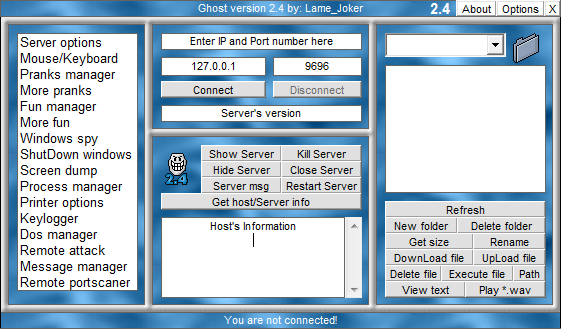 Ghost version 2.4 by: Lame_Joker
2.4
About
Options
X
Server options
Mouse/Keyboard
Pranks manager
More pranks
Fun manager
More fun
Windows spy
ShutDown windows
Screen dump
Process manager
Printer options
Keylogger
Dos manager
Remote attack
Message manager
Remote portscaner
Enter IP and Port number here
127.0.0.1
9696
Connect
Disconnect
Server's version
2.4
Show Server
Kill Server
Hide Server
Close Server
Server msg
Restart Server
Get host/Server info
Host's Information
Refresh
New folder
Delete folder
Get size
Rename
DownLoad file
UpLoad file
Delete file
Execute file
Path
View text
Play *.wav
You are not connected!